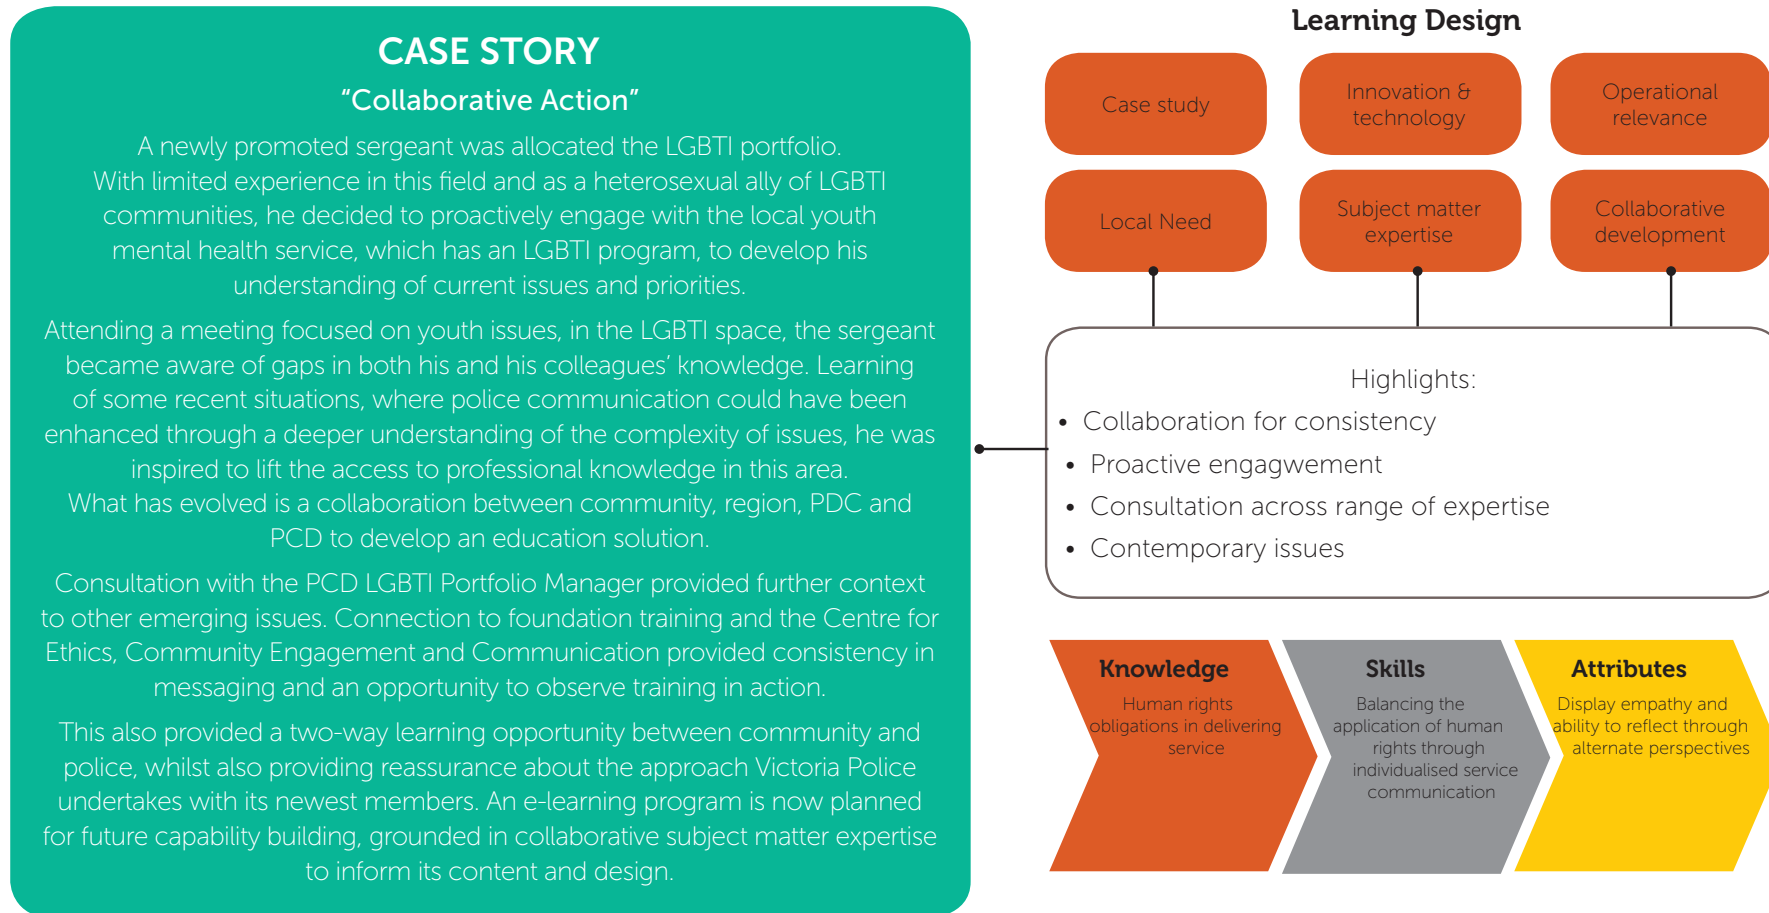 CASE STORY
“Collaborative Action”
A newly promoted sergeant was allocated the LGBTI portfolio.
With limited experience in this field and as a heterosexual ally of LGBTI
communities, he decided to proactively engage with the local youth
mental health service, which has an LGBTI program, to develop his
understanding of current issues and priorities.
Attending a meeting focused on youth issues, in the LGBTI space, the sergeant
became aware of gaps in both his and his colleagues’ knowledge. Learning
of some recent situations, where police communication could have been
enhanced through a deeper understanding of the complexity of issues, he was
inspired to lift the access to professional knowledge in this area.
What has evolved is a collaboration between community, region, PDC and
PCD to develop an education solution.
Consultation with the PCD LGBTI Portfolio Manager provided further context
to other emerging issues. Connection to foundation training and the Centre for
Ethics, Community Engagement and Communication provided consistency in
messaging and an opportunity to observe training in action.
This also provided a two-way learning opportunity between community and
police, whilst also providing reassurance about the approach Victoria Police
undertakes with its newest members. An e-learning program is now planned
for future capability building, grounded in collaborative subject matter expertise
to inform its content and design.
Learning Design
Case study
Innovation &
technology
Operational
relevance
Local Need
Subject matter
expertise
Collaborative
development
Highlights:
• Collaboration for consistency
• Proactive engagwement
• Consultation across range of expertise
• Contemporary issues
Knowledge
Human rights
obligations in delivering
service
Skills
Balancing the
application of human
rights through
individualised service
communication
Attributes
Display empathy and
ability to reflect through
alternate perspectives